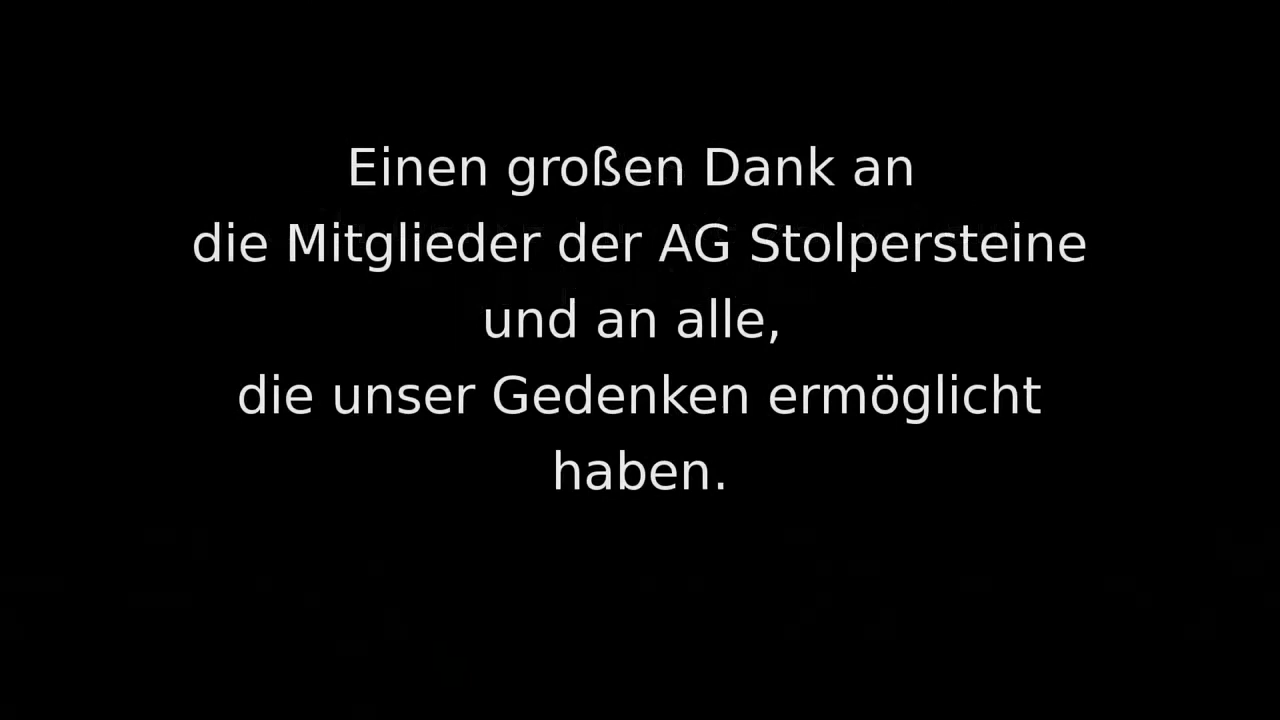 Einen großen Dank an
die Mitglieder der AG Stolpersteine
und an alle,
die unser Gedenken ermöglicht
haben.